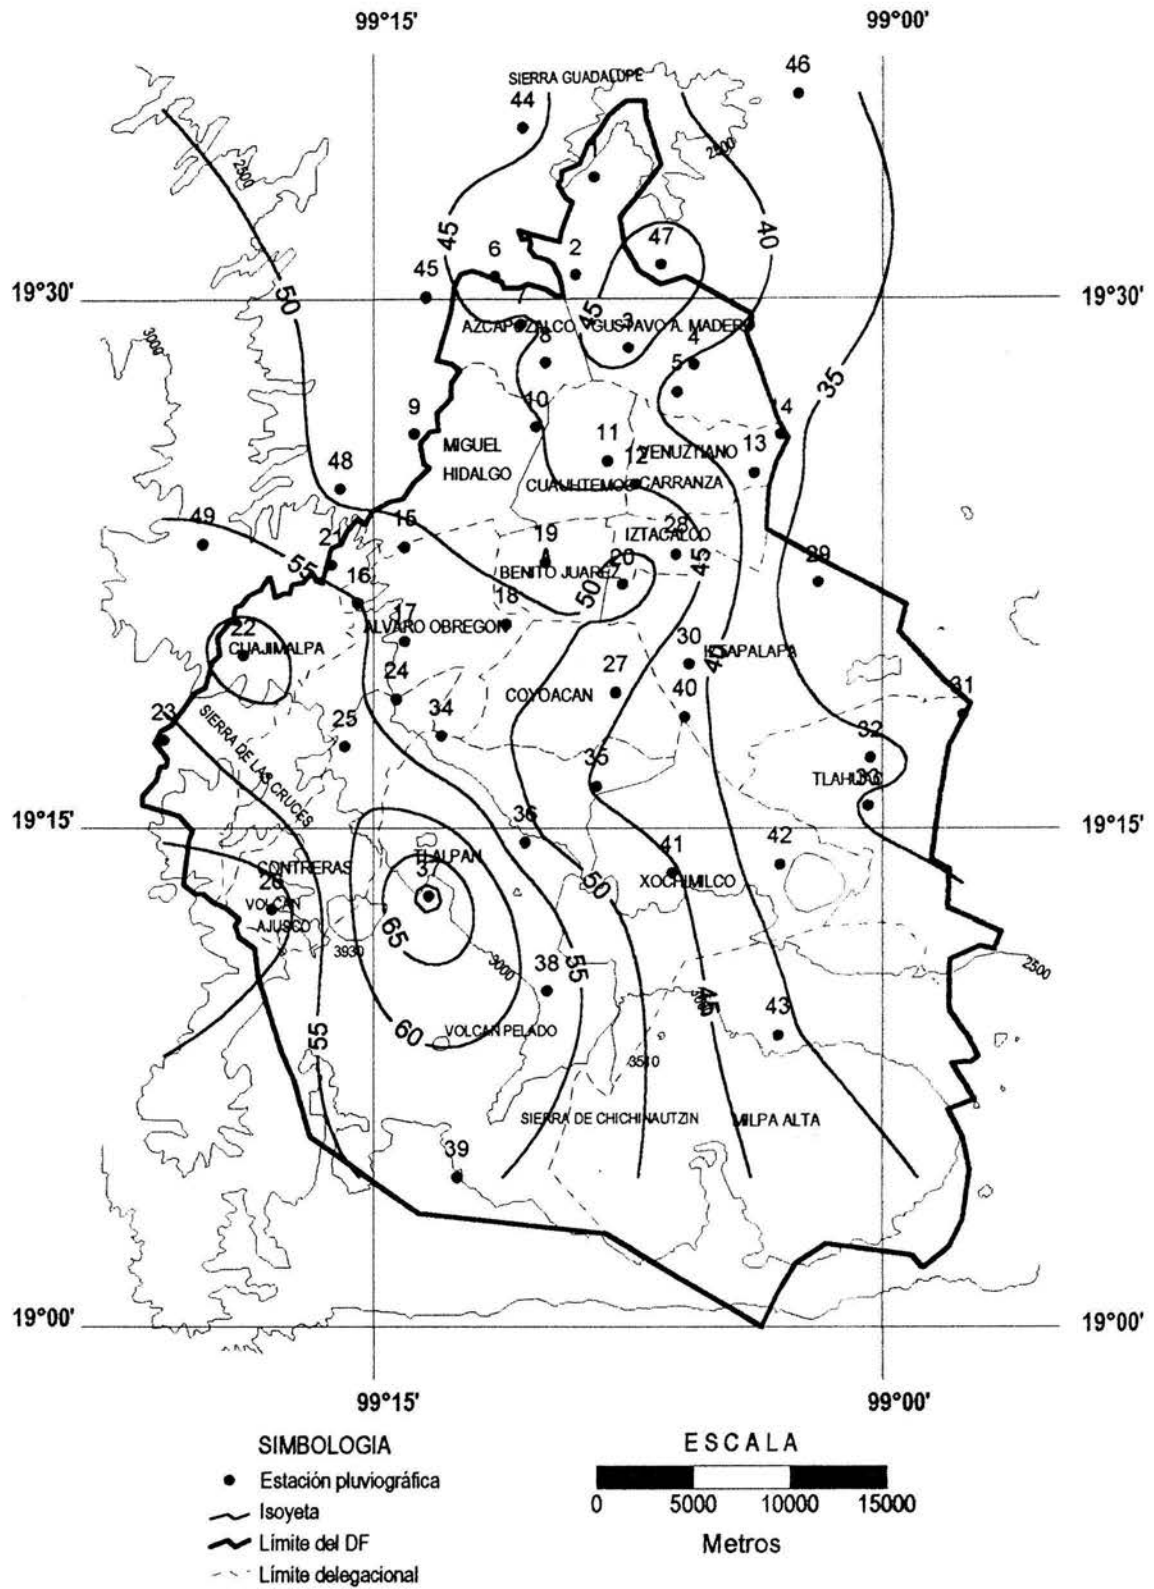 99°15' 99°00'
46
SIERRA GUADALUPE
44
2500
2500
45
40
47
6
2
45
19°30' 19°30'
50
45
AZCAPOZALCO
GUSTAVO A. MADERO
3
3000
8
4
5
35
10
9
14
11
MIGUEL
HIDALGO
VENUZTIANO
CARRANZA
12
13
CUAUHTEMOC
48
49
15
19
28
IZTACALCO
21
45
55
BENITO JUAREZ
20
29
16
50
18
17
ALVARO OBREGON
22
CUAJIMALPA
30
IZTAPALAPA
40
27
24
COYOACAN
31
40
23
34
25
32
SIERRA DE LAS CRUCES
35
TLAHUAC
33
19°15' 19°15'
36
TLALPAN
41
42
CONTRERAS
37
XOCHIMILCO
50
26
VOLCAN
AJUSCO
65
3930
3000
38
55
2500
45
43
60
VOLCAN PELADO
55
3510
SIERRA DE CHICHINAUTZIN
MILPA ALTA
39
19°00' 19°00'
99°15' 99°00'
SIMBOLOGIA
Estación pluviográfica
Isoyeta
Límite del DF
Límite delegacional
ESCALA
0 5000 10000 15000
Metros